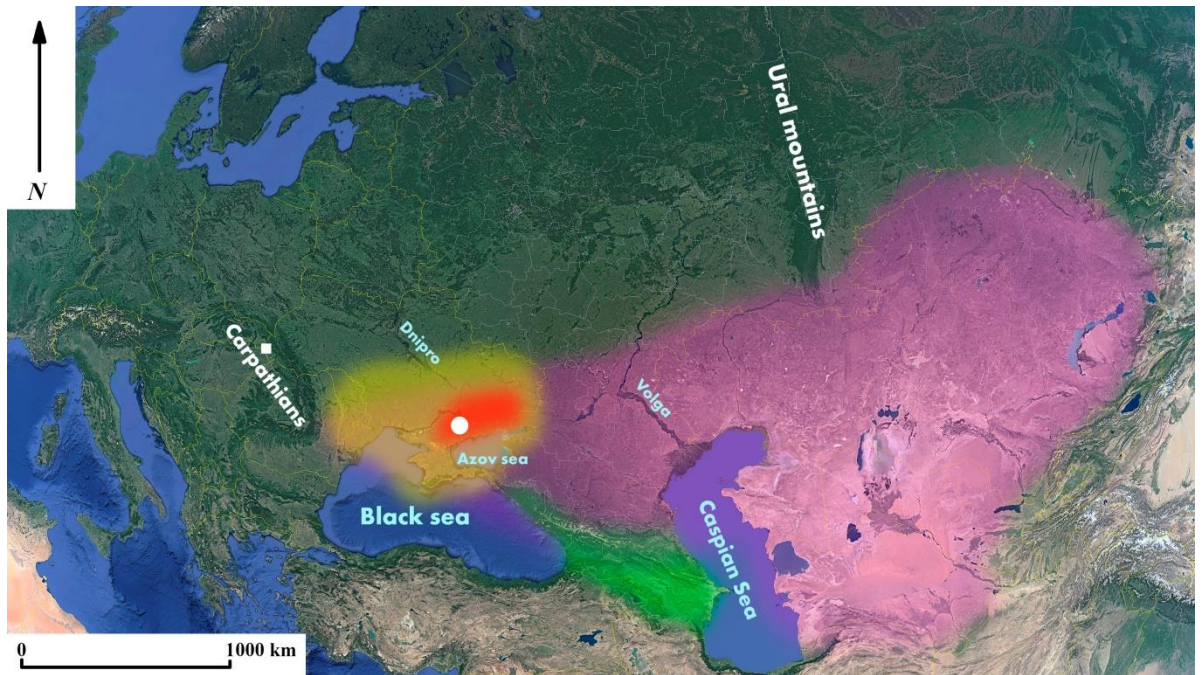 N
Ural mountains
Dnipro
Carpathians
Volga
Azov sea
Black sea
Caspian Sea
0 1000 km